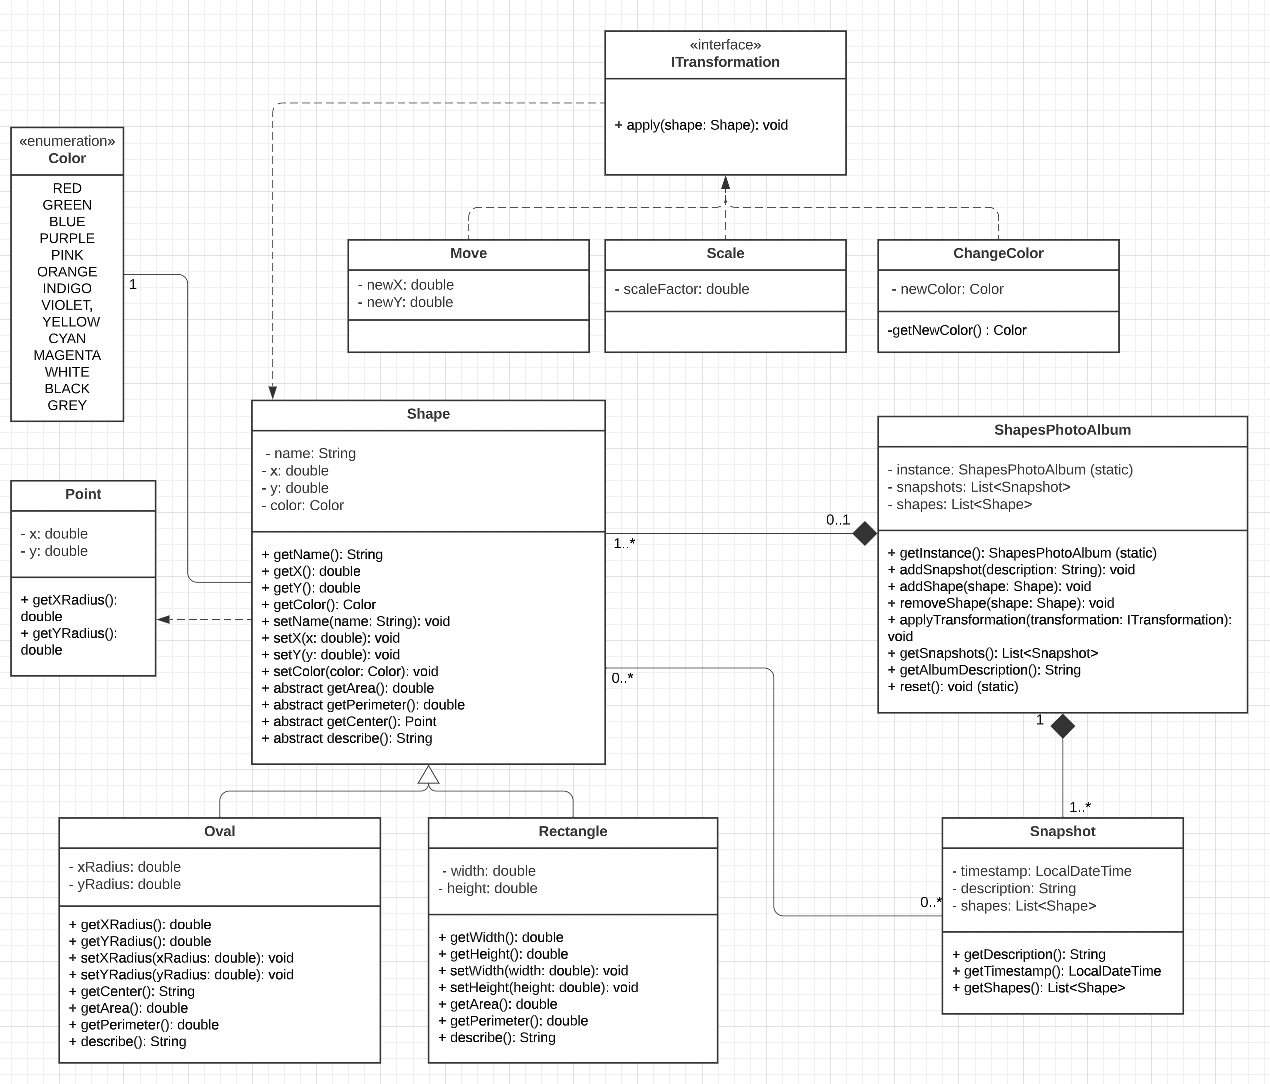 «interface»
ITransformation
+ apply(shape: Shape): void
«enumeration»
Color
RED
GREEN
BLUE
PURPLE
PINK
ORANGE
INDIGO
VIOLET,
YELLOW
CYAN
MAGENTA
WHITE
BLACK
GREY
1
Move
- newX: double
- newY: double
Scale
- scaleFactor: double
ChangeColor
- newColor: Color
-getNewColor() : Color
Shape
- name: String
- x: double
- y: double
- color: Color
+ getName(): String
+ getX(): double
+ getY(): double
+ getColor(): Color
+ setName(name: String): void
+ setX(x: double): void
+ setY(y: double): void
+ setColor(color: Color): void
+ abstract getArea(): double
+ abstract getPerimeter(): double
+ abstract getCenter(): Point
+ abstract describe(): String
Point
- x: double
- y: double
+ getXRadius():
double
+ getYRadius():
double
1..*
0..1
0..*
ShapesPhotoAlbum
- instance: ShapesPhotoAlbum (static)
- snapshots: List<Snapshot>
- shapes: List<Shape>
+ getInstance(): ShapesPhotoAlbum (static)
+ addSnapshot(description: String): void
+ addShape(shape: Shape): void
+ removeShape(shape: Shape): void
+ applyTransformation(transformation: ITransformation):
void
+ getSnapshots(): List<Snapshot>
+ getAlbumDescription(): String
+ reset(): void (static)
1
1..*
Oval
- xRadius: double
- yRadius: double
+ getXRadius(): double
+ getYRadius(): double
+ setXRadius(xRadius: double): void
+ setYRadius(yRadius: double): void
+ getCenter(): String
+ getArea(): double
+ getPerimeter(): double
+ describe(): String
Rectangle
- width: double
- height: double
+ getWidth(): double
+ getHeight(): double
+ setWidth(width: double): void
+ setHeight(height: double): void
+ getArea(): double
+ getPerimeter(): double
+ describe(): String
0..*
Snapshot
- timestamp: LocalDateTime
- description: String
- shapes: List<Shape>
+ getDescription(): String
+ getTimestamp(): LocalDateTime
+ getShapes(): List<Shape>